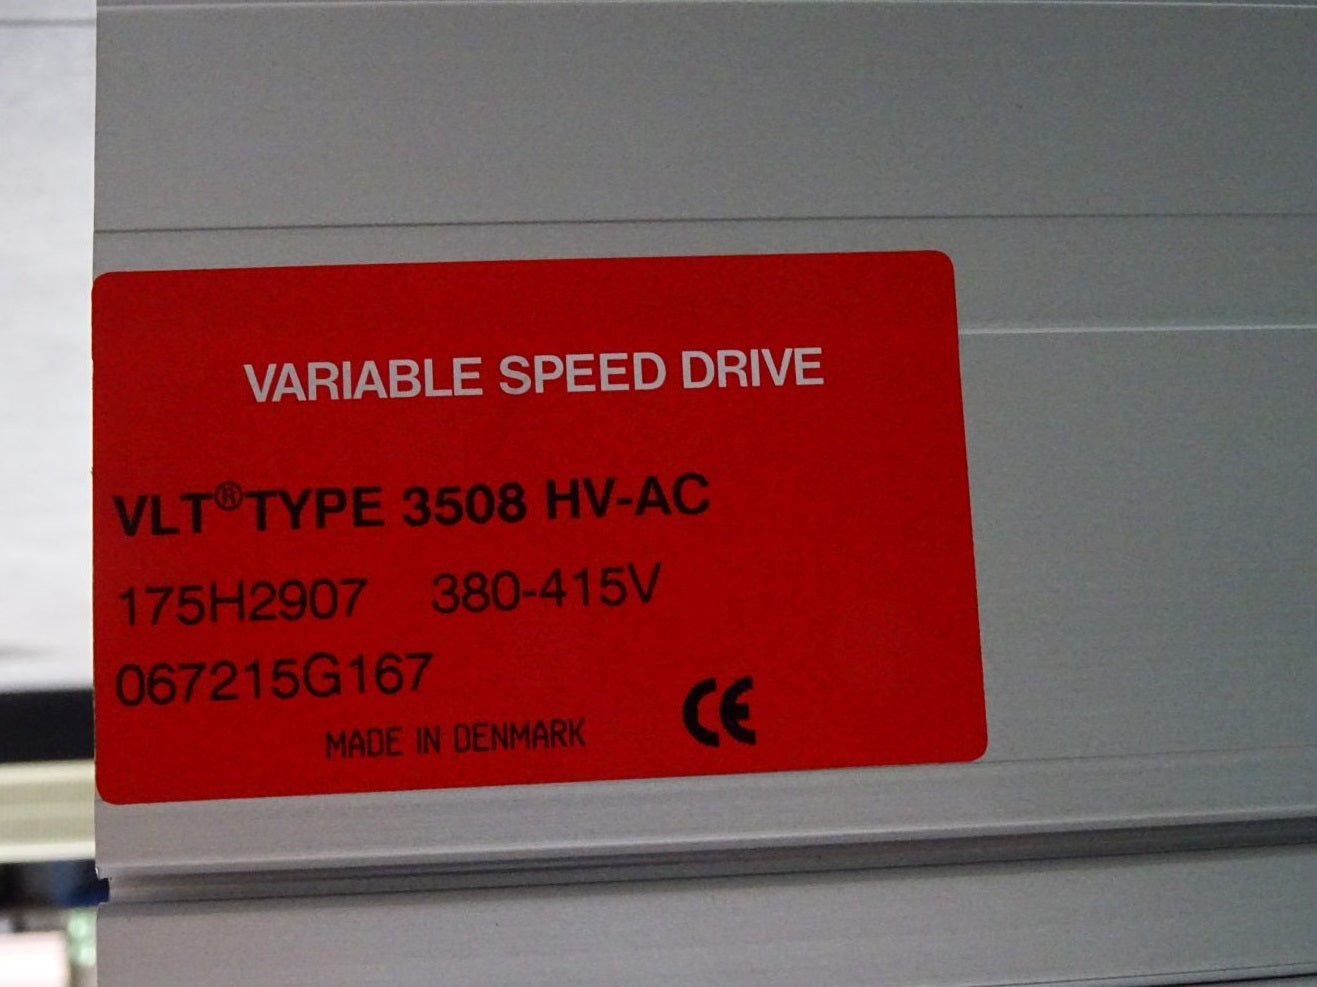 VARIABLE SPEED DRIVE
VLT®TYPE 3508 HV-AC
175H2907 380-415V
067215G167
MADE IN DENMARK CE